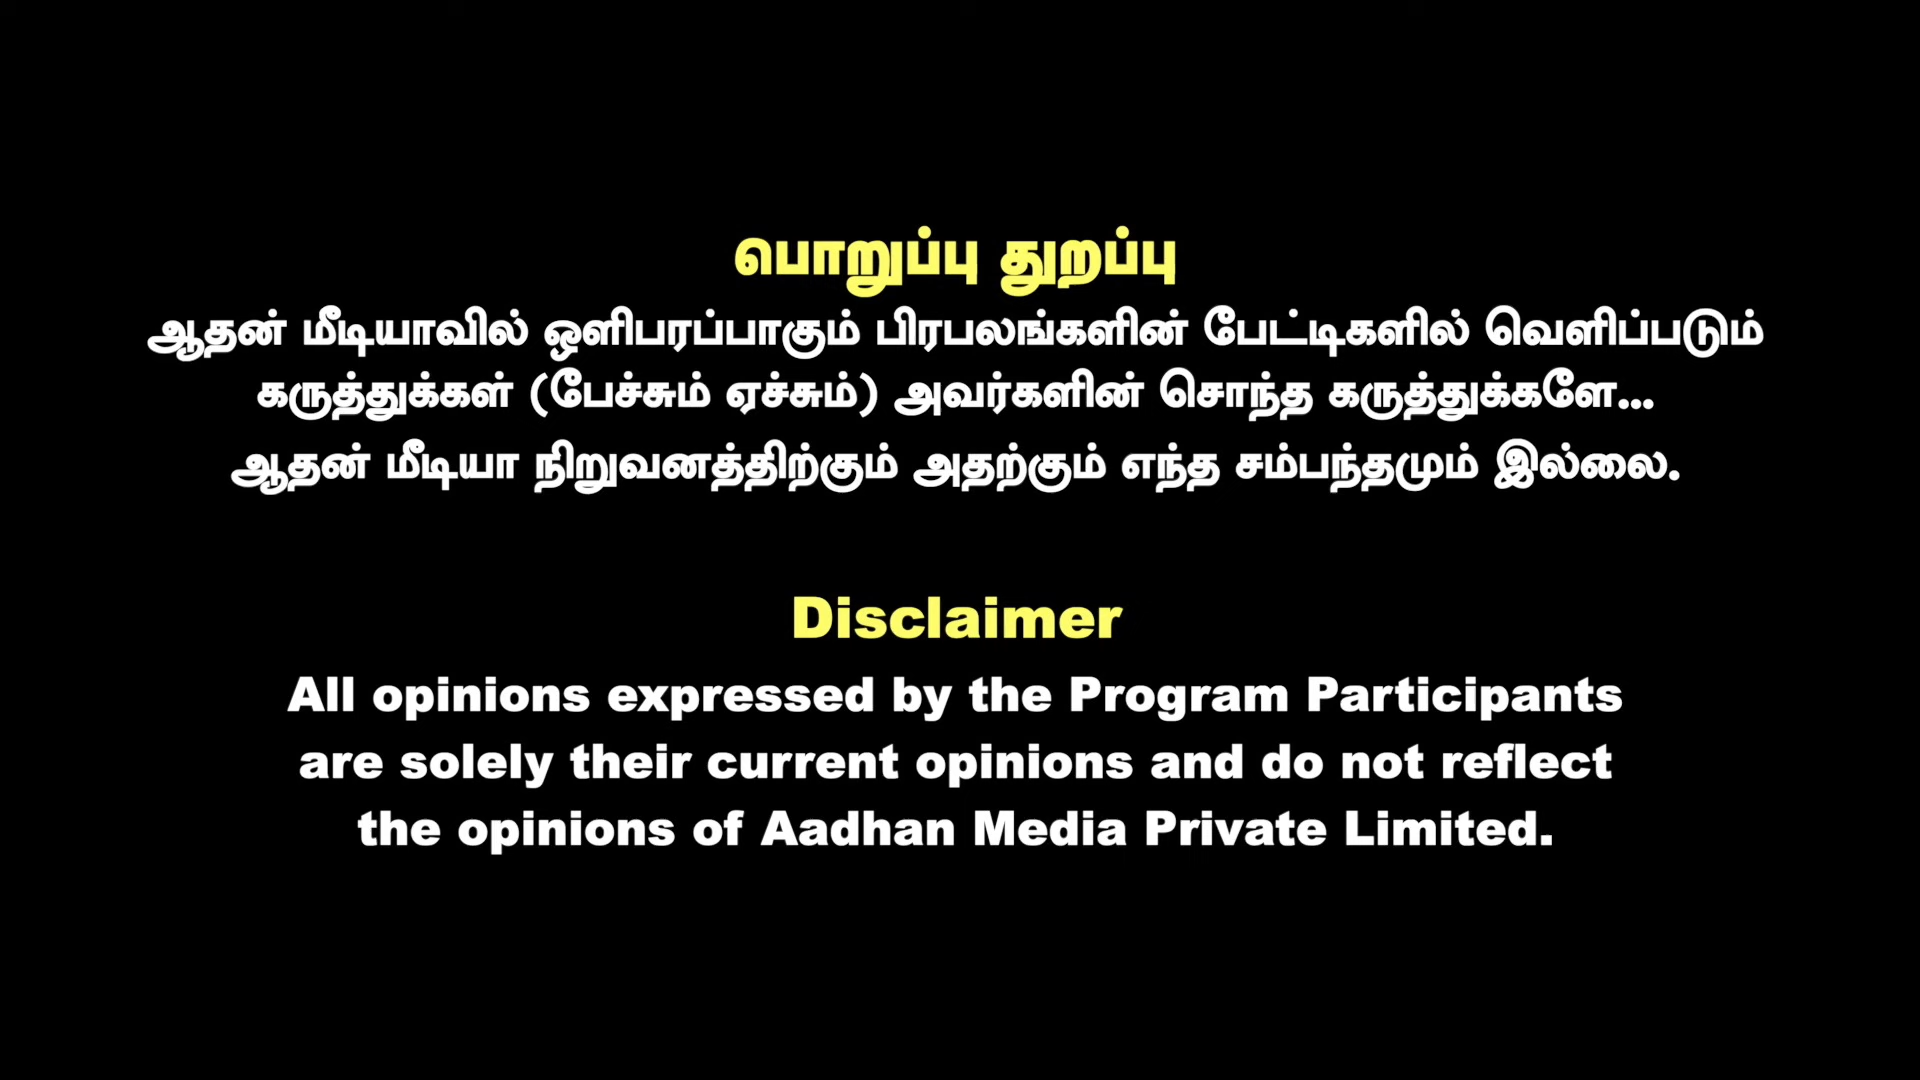 பொறுப்பு துறப்பு
ஆதன் மீடியாவில் ஒளிபரப்பாகும் பிரபலங்களின் பேட்டிகளில் வெளிப்படும்
கருத்துக்கள் (பேச்சும் ஏச்சும்) அவர்களின் சொந்த கருத்துக்களே...
ஆதன் மீடியா நிறுவனத்திற்கும் அதற்கும் எந்த சம்பந்தமும் இல்லை.
Disclaimer
All opinions expressed by the Program Participants
are solely their current opinions and do not reflect
the opinions of Aadhan Media Private Limited.